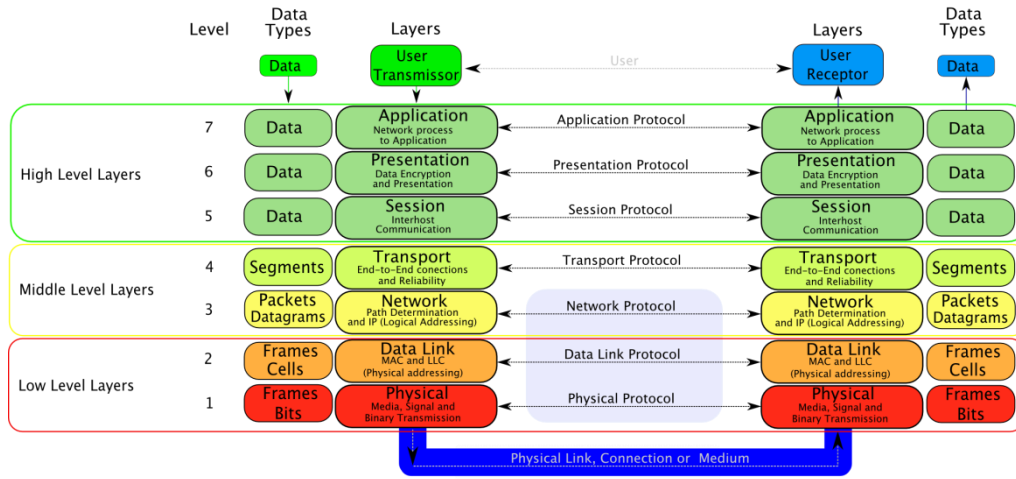 Level
Data
Types
Layers
Layers
Data
Types
Data
User
Transmissor
User
User
Receptor
Data
High Level Layers
7
Data
Application
Network process
to Application
Application Protocol
Application
Network process
to Application
Data
6
Data
Presentation
Data Encryption
and Presentation
Presentation Protocol
Presentation
Data Encryption
and Presentation
Data
5
Data
Session
Interhost
Communication
Session Protocol
Session
Interhost
Communication
Data
Middle Level Layers
4
Segments
Transport
End-to-End conections
and Reliability
Transport Protocol
Transport
End-to-End conections
and Reliability
Segments
3
Packets
Datagrams
Network
Path Determination
and IP (Logical Addressing)
Network Protocol
Network
Path Determination
and IP (Logical Addressing)
Packets
Datagrams
Low Level Layers
2
Frames
Cells
Data Link
MAC and LLC
(Physical addressing)
Data Link Protocol
Data Link
MAC and LLC
(Physical addressing)
Frames
Cells
1
Frames
Bits
Physical
Media, Signal and
Binary Transmission
Physical Protocol
Physical
Media, Signal and
Binary Transmission
Frames
Bits
Physical Link, Connection or Medium